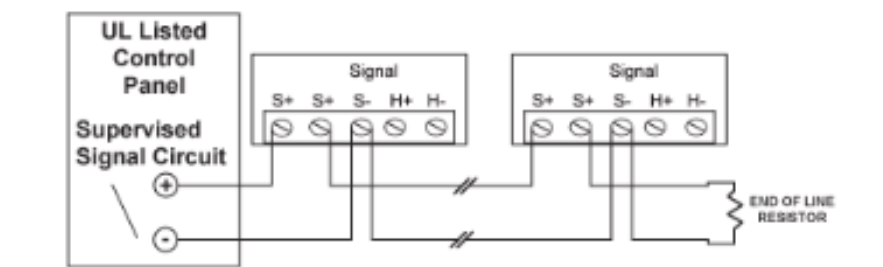 UL Listed
Control
Panel
Supervised
Signal Circuit
+
-
Signal
S+ S+ S- H+ H-
Signal
S+ S+ S- H+ H-
END OF LINE
RESISTOR